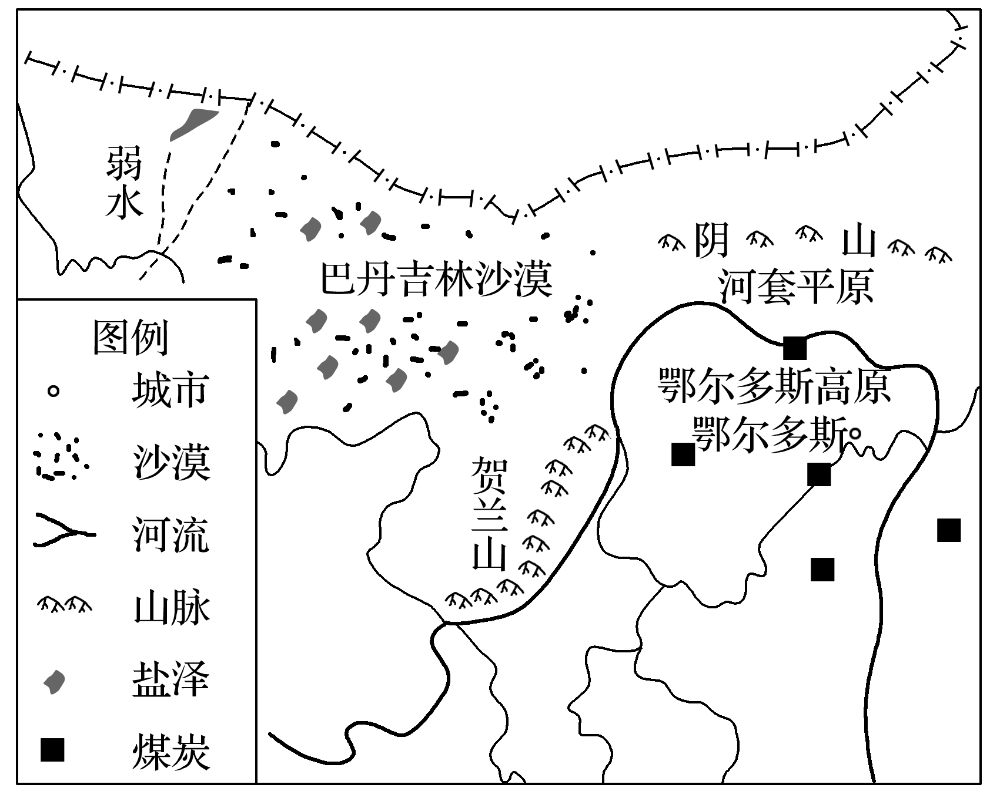 弱水
阴山
巴丹吉林沙漠
河套平原
鄂尔多斯高原
鄂尔多斯
贺兰山
图例
城市
沙漠
河流
山脉
盐泽
煤炭